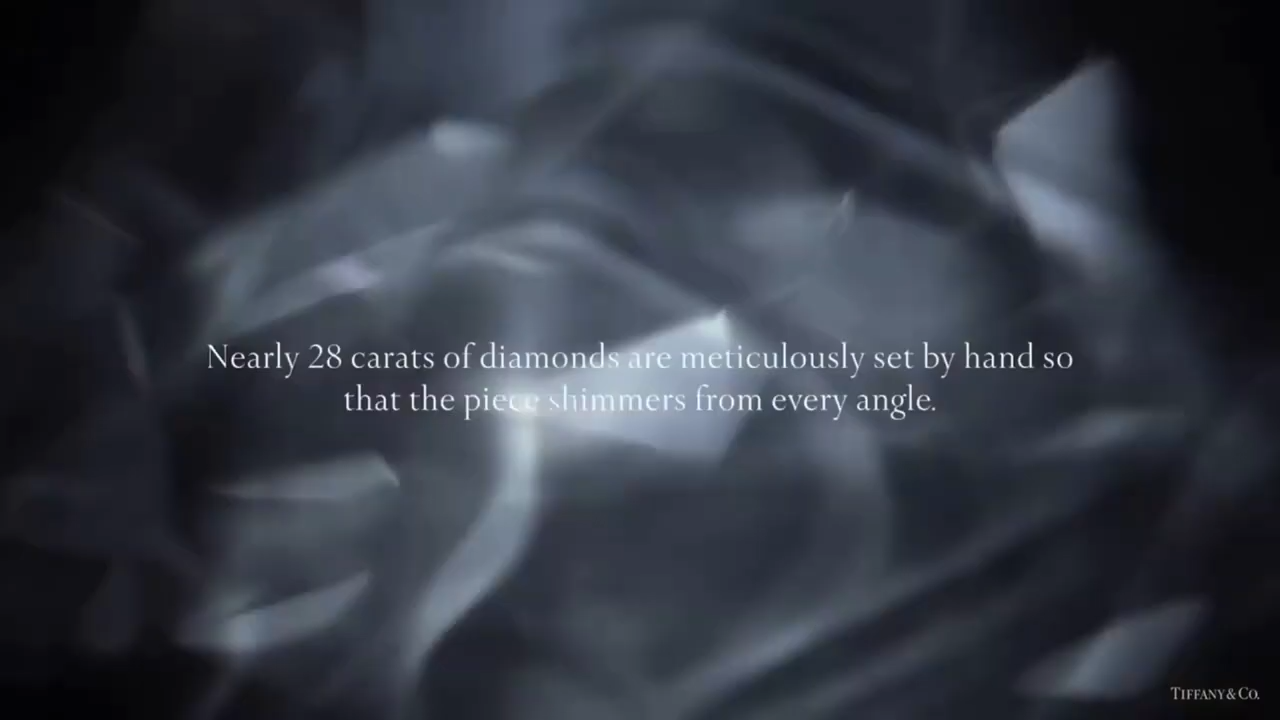 Nearly 28 carats of diamonds are meticulously set by hand so
that the piece shimmers from every angle.
TIFFANY & CO.